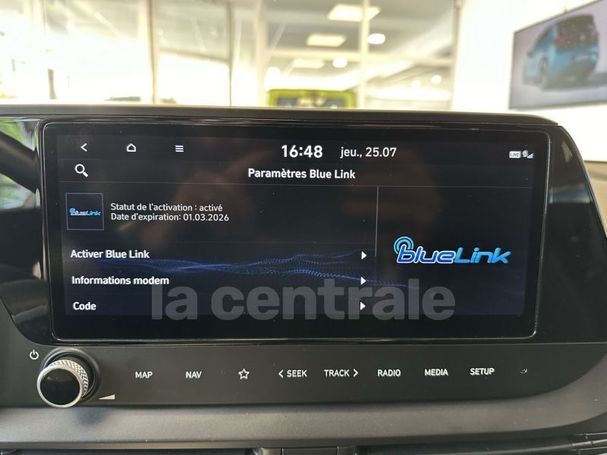 16:48 jeu., 25.07
Paramètres Blue Link
Statut de l'activation : activé
Date d'expiration: 01.03.2026
blueLink
blueLink
Activer Blue Link
Informations modem
Code
la centrale
MAP NAV < SEEK TRACK > RADIO MEDIA SETUP